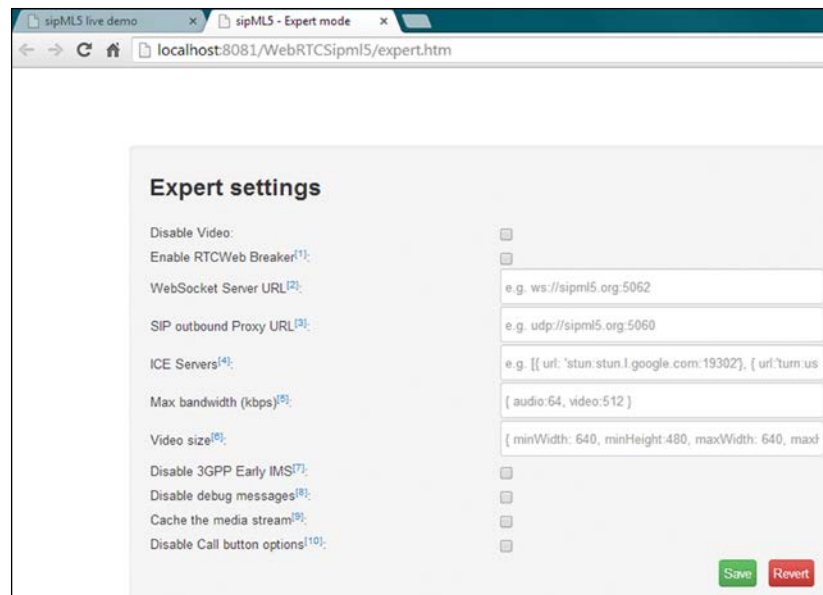 sipML5 live demo
sipML5 - Expert mode
localhost:8081/WebRTCSipml5/expert.htm
Expert settings
Disable Video:
Enable RTCWeb Breaker[1]:
WebSocket Server URL[2]: e.g. ws://sipml5.org:5062
SIP outbound Proxy URL[3]: e.g. udp://sipml5.org:5060
ICE Servers[4]: e.g. [{ url: 'stun:stun.l.google.com:19302'}, { url:'turn:us
Max bandwidth (kbps)[5]: { audio:64, video:512 }
Video size[6]: { minWidth: 640, minHeight:480, maxWidth: 640, maxH
Disable 3GPP Early IMS[7]:
Disable debug messages[8]:
Cache the media stream[9]:
Disable Call button options[10]:
Save Revert